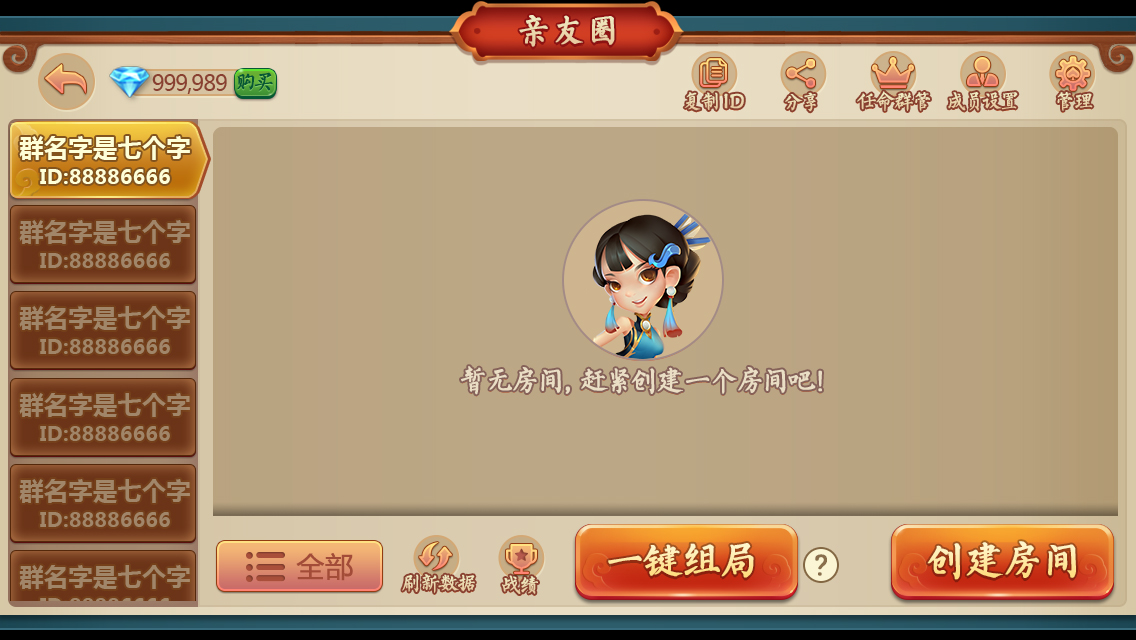 亲友圈
999,989 购买
复制ID
分享
任命群管
成员设置
管理
群名字是七个字
ID:88886666
群名字是七个字
ID:88886666
群名字是七个字
ID:88886666
群名字是七个字
ID:88886666
群名字是七个字
ID:88886666
群名字是七个字
暂无房间,赶紧创建一个房间吧!
全部
刷新数据
战绩
一键组局
?
创建房间